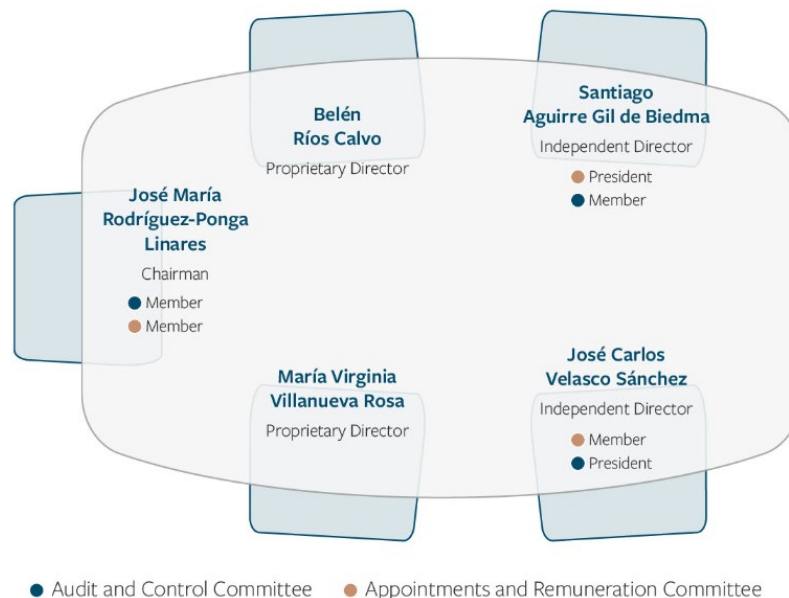 Belén
Ríos Calvo
Proprietary Director
Santiago
Aguirre Gil de Biedma
Independent Director
President
Member
José María
Rodríguez-Ponga
Linares
Chairman
Member
Member
María Virginia
Villanueva Rosa
Proprietary Director
José Carlos
Velasco Sánchez
Independent Director
Member
President
Audit and Control Committee
Appointments and Remuneration Committee